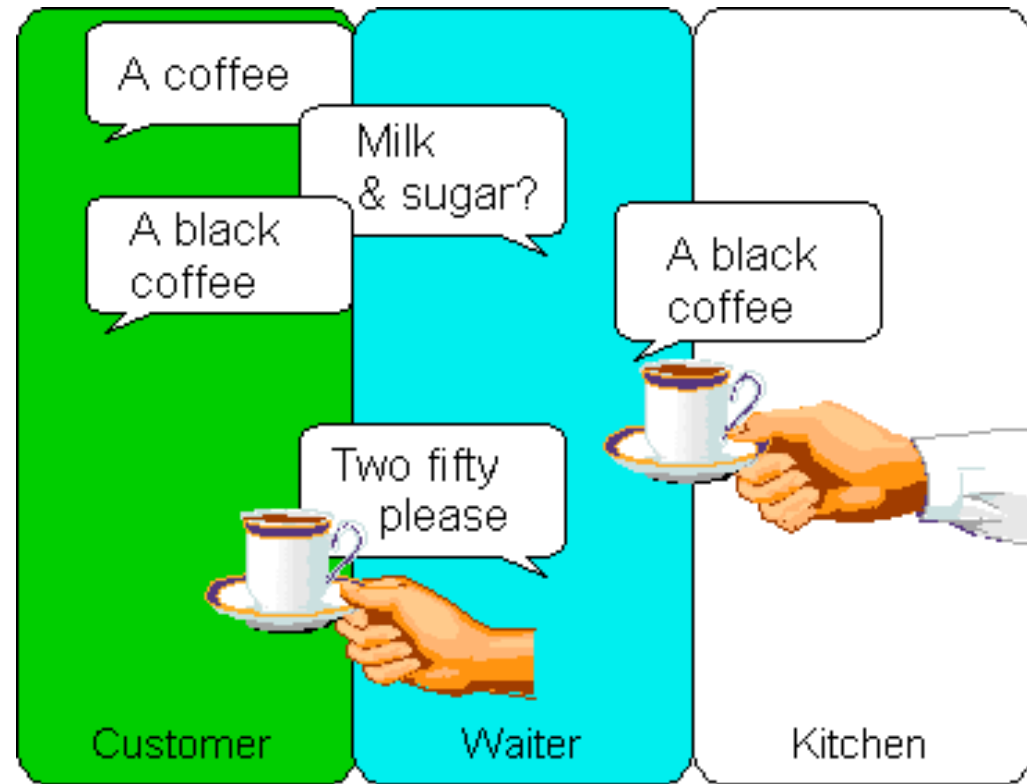 A coffee
Milk
& sugar?
A black
coffee
A black
coffee
Two fifty
please
Customer
Waiter
Kitchen